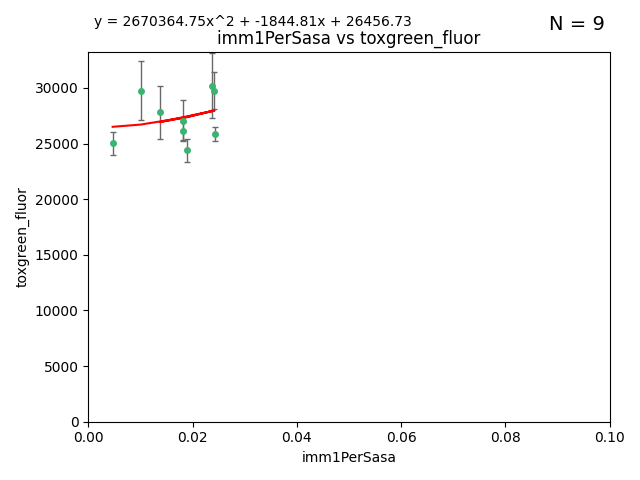 y = 2670364.75x^2 + -1844.81x + 26456.73
N = 9
imm1PerSasa vs toxgreen_fluor
30000
25000
20000
15000
10000
5000
0
toxgreen_fluor
0.00 0.02 0.04 0.06 0.08 0.10
imm1PerSasa